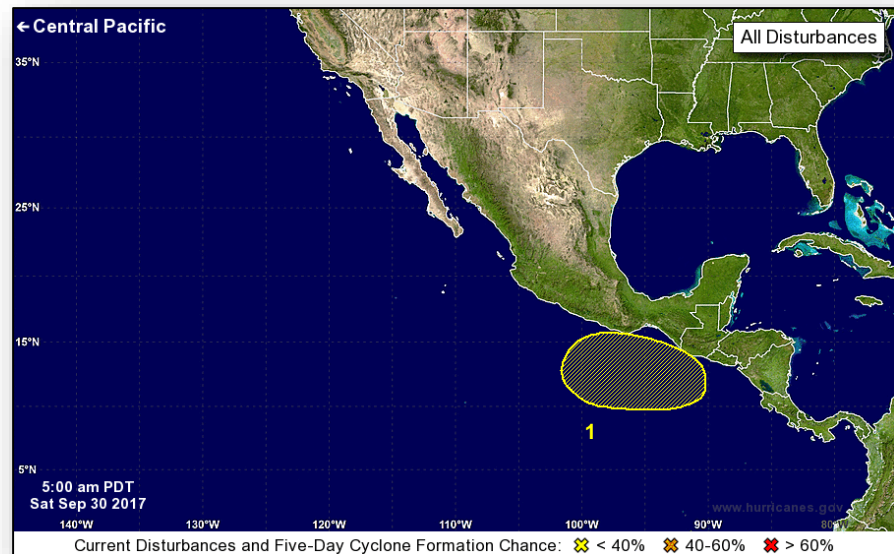 ←Central Pacific
All Disturbances
35°N
25°N
15°N
1
5°N
5:00 am PDT
Sat Sep 30 2017
www.hurricanes.gov
140°W 130°W 120°W 110°W 100°W 90°W 80°W
Current Disturbances and Five-Day Cyclone Formation Chance: < 40% 40-60% > 60%